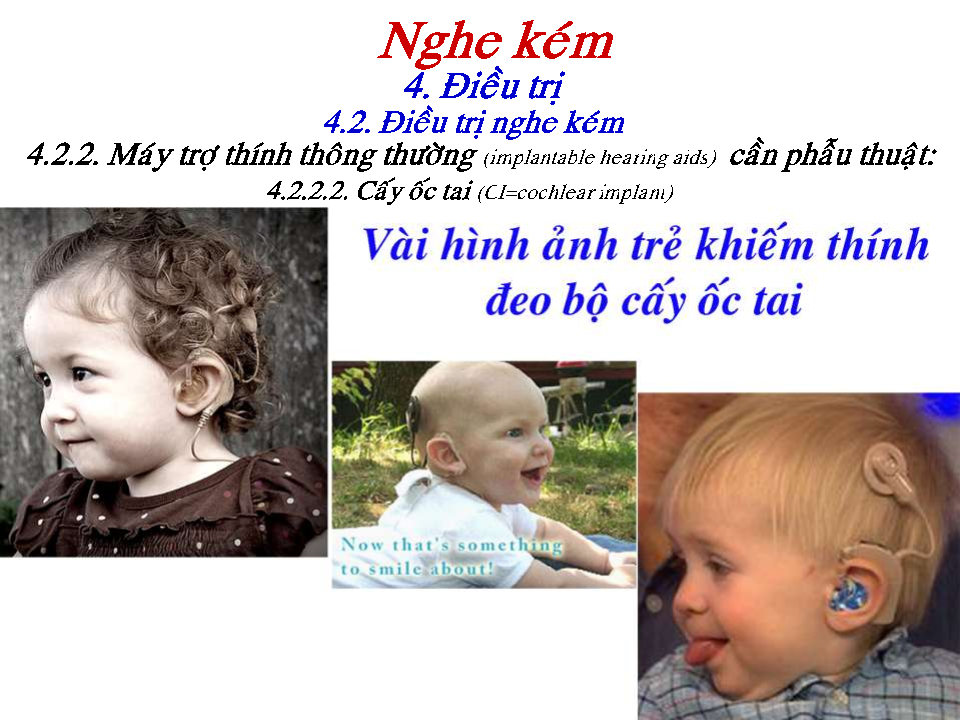 Nghe kém
4. Điều trị
4.2. Điều trị nghe kém
4.2.2. Máy trợ thính thông thường (implantable hearing aids) cần phẫu thuật:
4.2.2.2. Cấy ốc tai (CI=cochlear implant)
Vài hình ảnh trẻ khiếm thính
đeo bộ cấy ốc tai
Now that's something
to smile about!